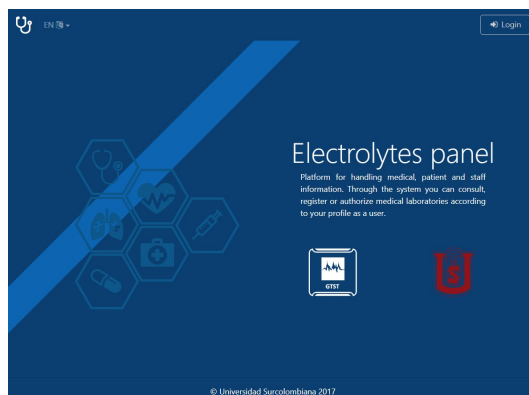 EN
Login
Electrolytes panel
Platform for handling medical, patient and staff
information. Through the system you can consult,
register or authorize medical laboratories according
to your profile as a user.
GTST
© Universidad Surcolombiana 2017